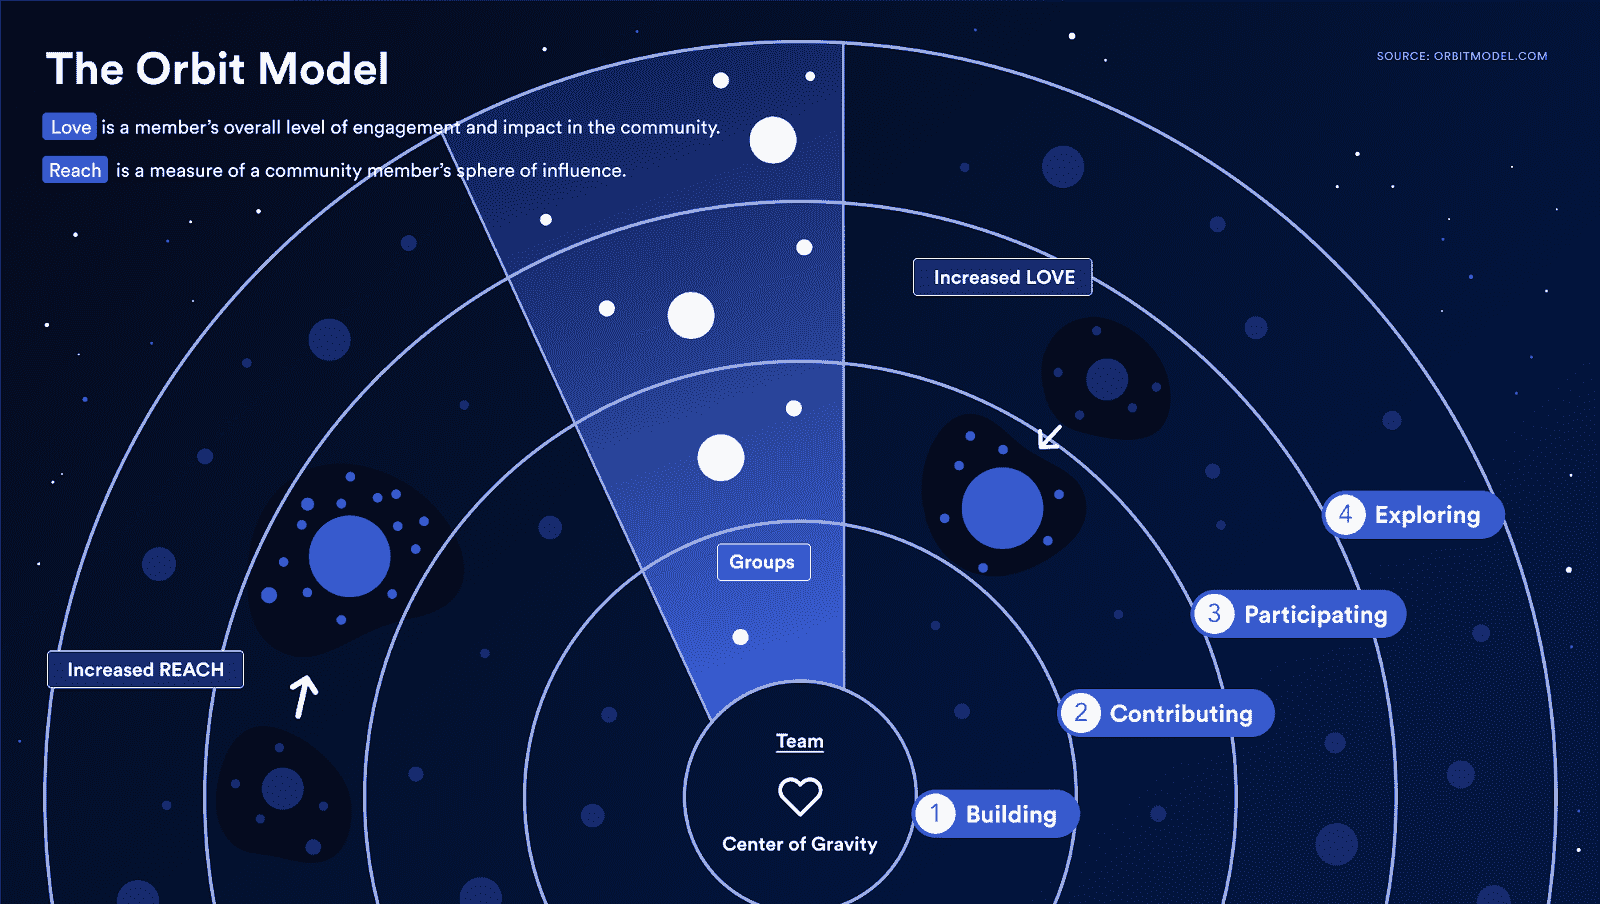 The Orbit Model
SOURCE: ORBITMODEL.COM
Love is a member’s overall level of engagement and impact in the community.
Reach is a measure of a community member’s sphere of influence.
Increased LOVE
4 Exploring
Groups
3 Participating
Increased REACH
2 Contributing
Team
1 Building
Center of Gravity